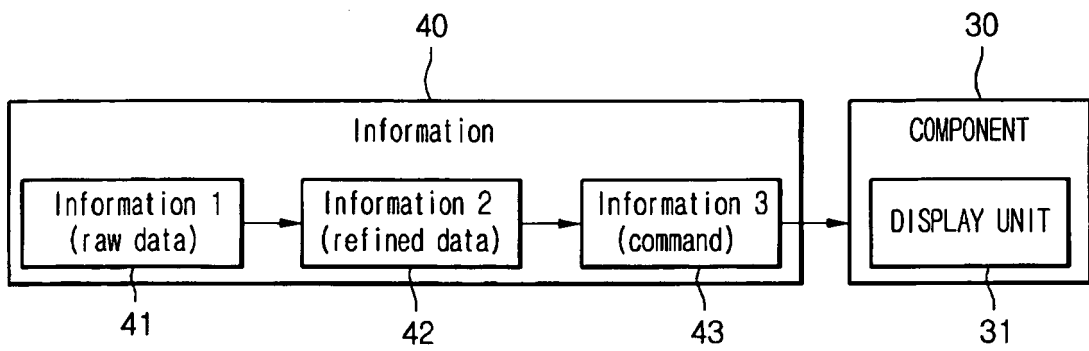 40 30
Information COMPONENT
Information 1 Information 2 Information 3 DISPLAY UNIT
(raw data) (refined data) (command)
41 42 43 31